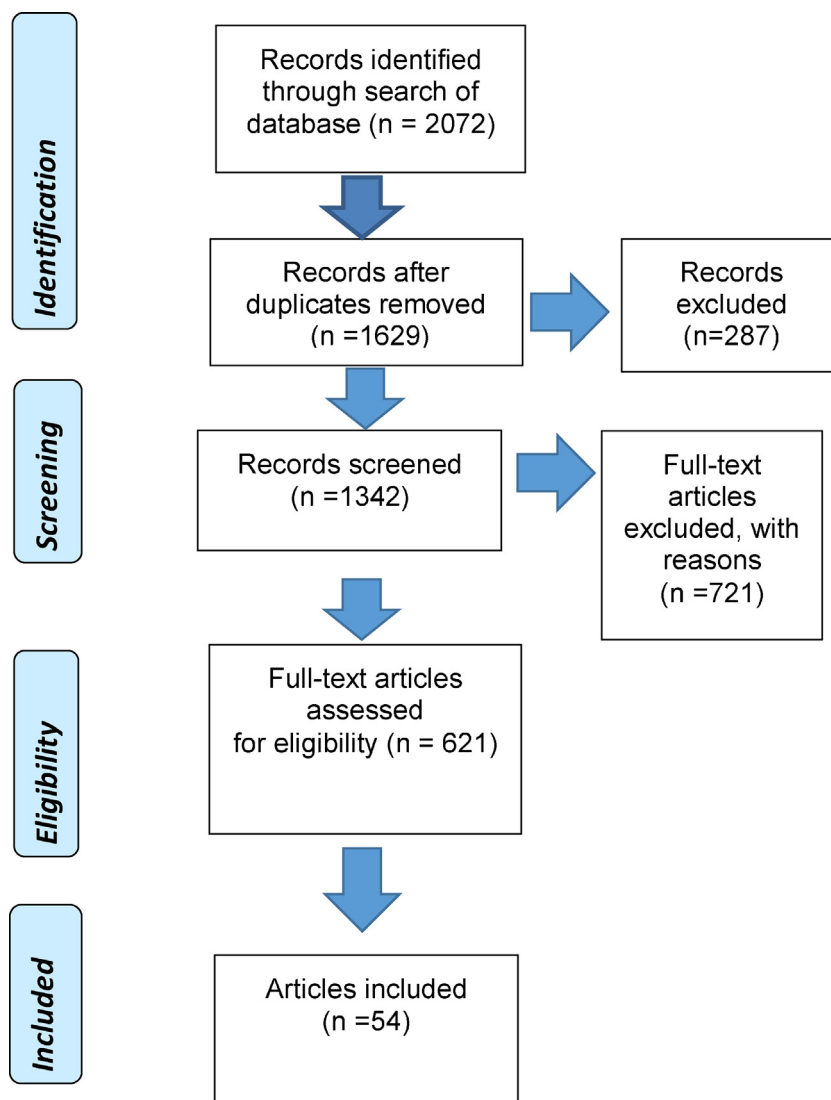 Identification
Records identified
through search of
database (n = 2072)
Records after
duplicates removed
(n =1629)
Records
excluded
(n=287)
Screening
Records screened
(n =1342)
Full-text
articles
excluded, with
reasons
(n =721)
Eligibility
Full-text articles
assessed
for eligibility (n = 621)
Included
Articles included
(n =54)